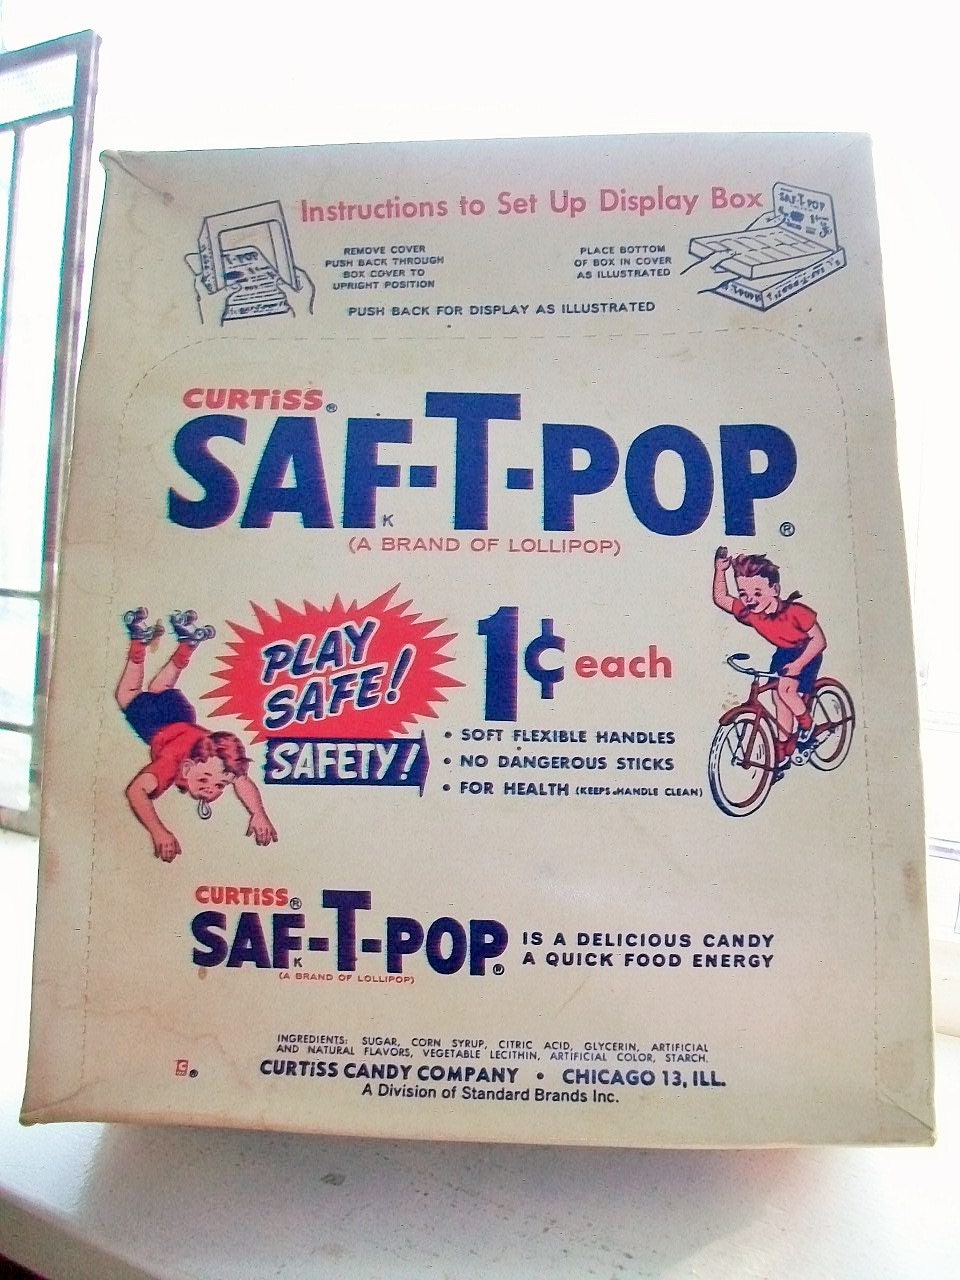 Instructions to Set Up Display Box
REMOVE COVER
PUSH BACK THROUGH
BOX COVER TO
UPRIGHT POSITION
PLACE BOTTOM
OF BOX IN COVER
AS ILLUSTRATED
SAF-T-POP
PUSH BACK FOR DISPLAY AS ILLUSTRATED
CURTiSS®
SAF-T-POP®
K
(A BRAND OF LOLLIPOP)
PLAY
SAFE!
SAFETY!
1¢ each
• SOFT FLEXIBLE HANDLES
• NO DANGEROUS STICKS
• FOR HEALTH (KEEPS HANDLE CLEAN)
CURTiSS®
SAF-T-POP®
K
(A BRAND OF LOLLIPOP)
IS A DELICIOUS CANDY
A QUICK FOOD ENERGY
INGREDIENTS: SUGAR, CORN SYRUP, CITRIC ACID, GLYCERIN, ARTIFICIAL
AND NATURAL FLAVORS, VEGETABLE LECITHIN, ARTIFICIAL COLOR, STARCH.
CURTiSS CANDY COMPANY • CHICAGO 13, ILL.
A Division of Standard Brands Inc.